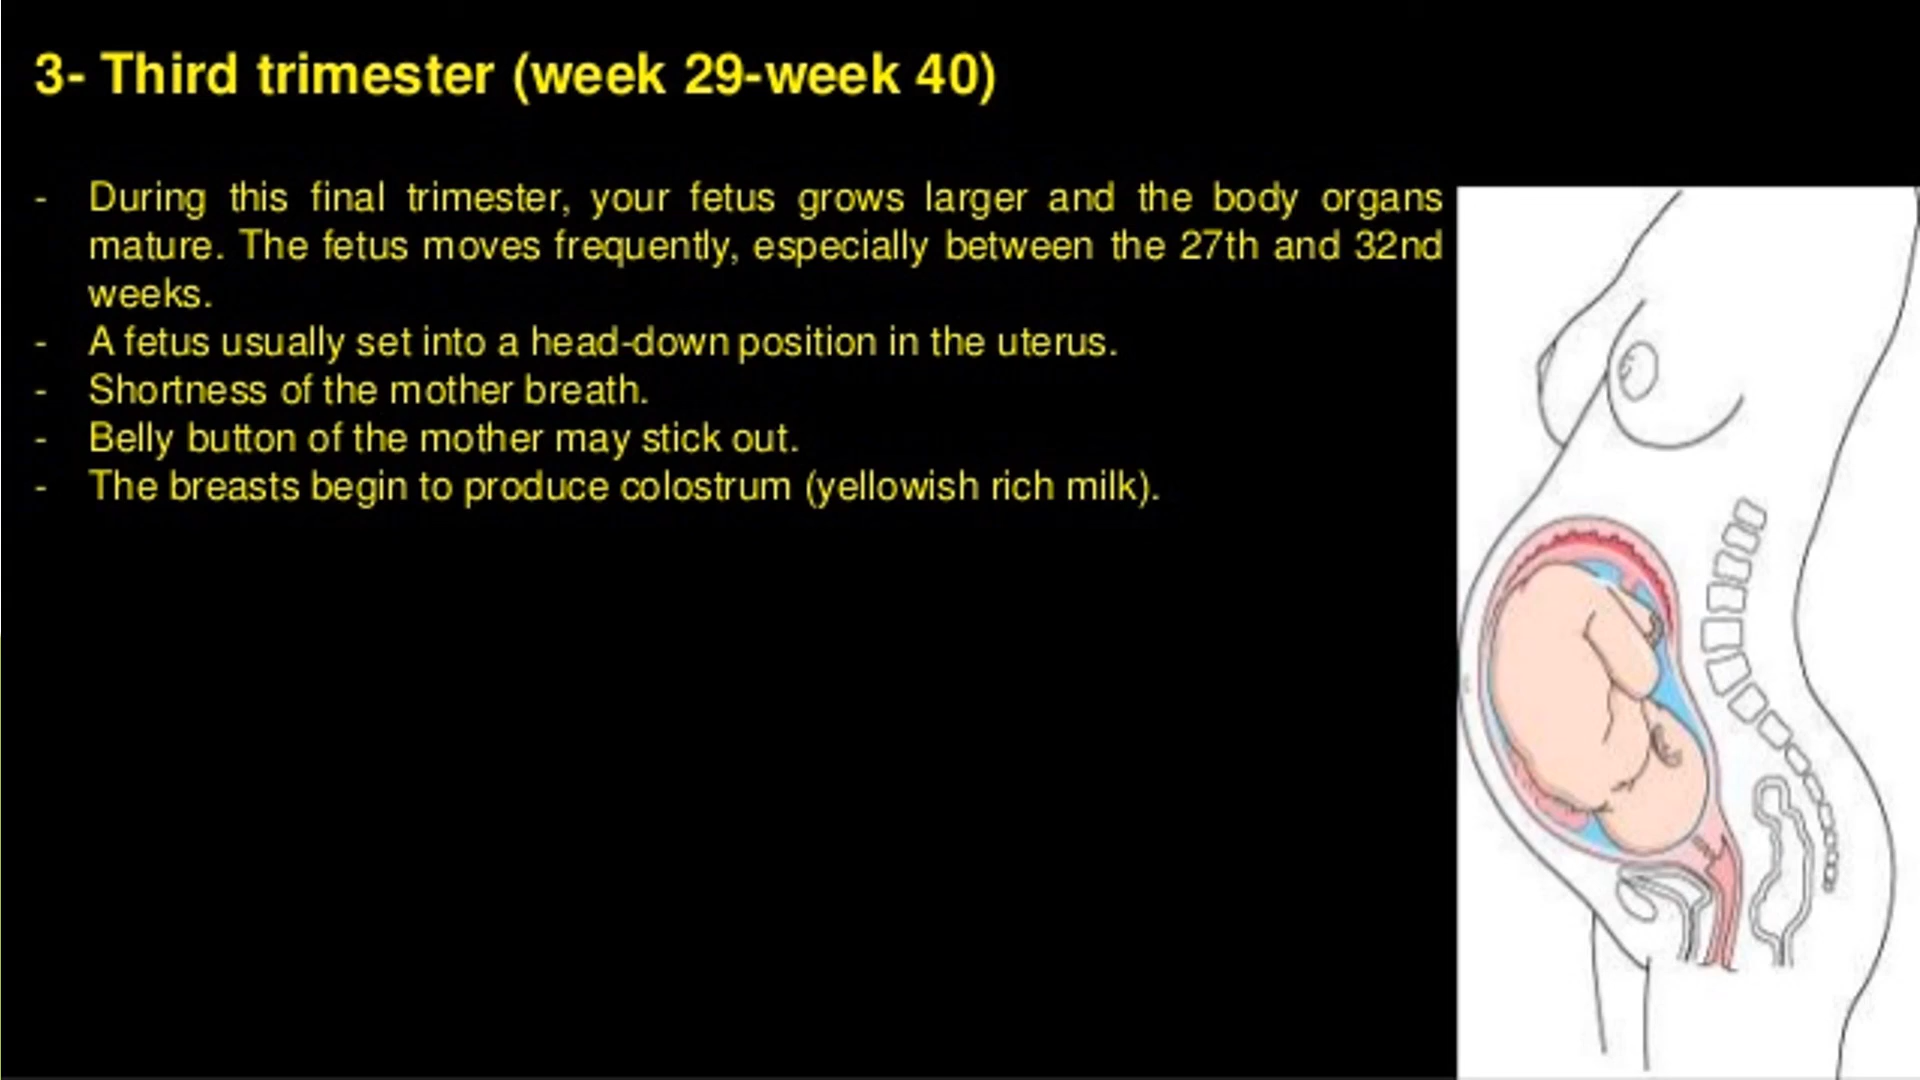 3- Third trimester (week 29-week 40)
- During this final trimester, your fetus grows larger and the body organs
mature. The fetus moves frequently, especially between the 27th and 32nd
weeks.
- A fetus usually set into a head-down position in the uterus.
- Shortness of the mother breath.
- Belly button of the mother may stick out.
- The breasts begin to produce colostrum (yellowish rich milk).